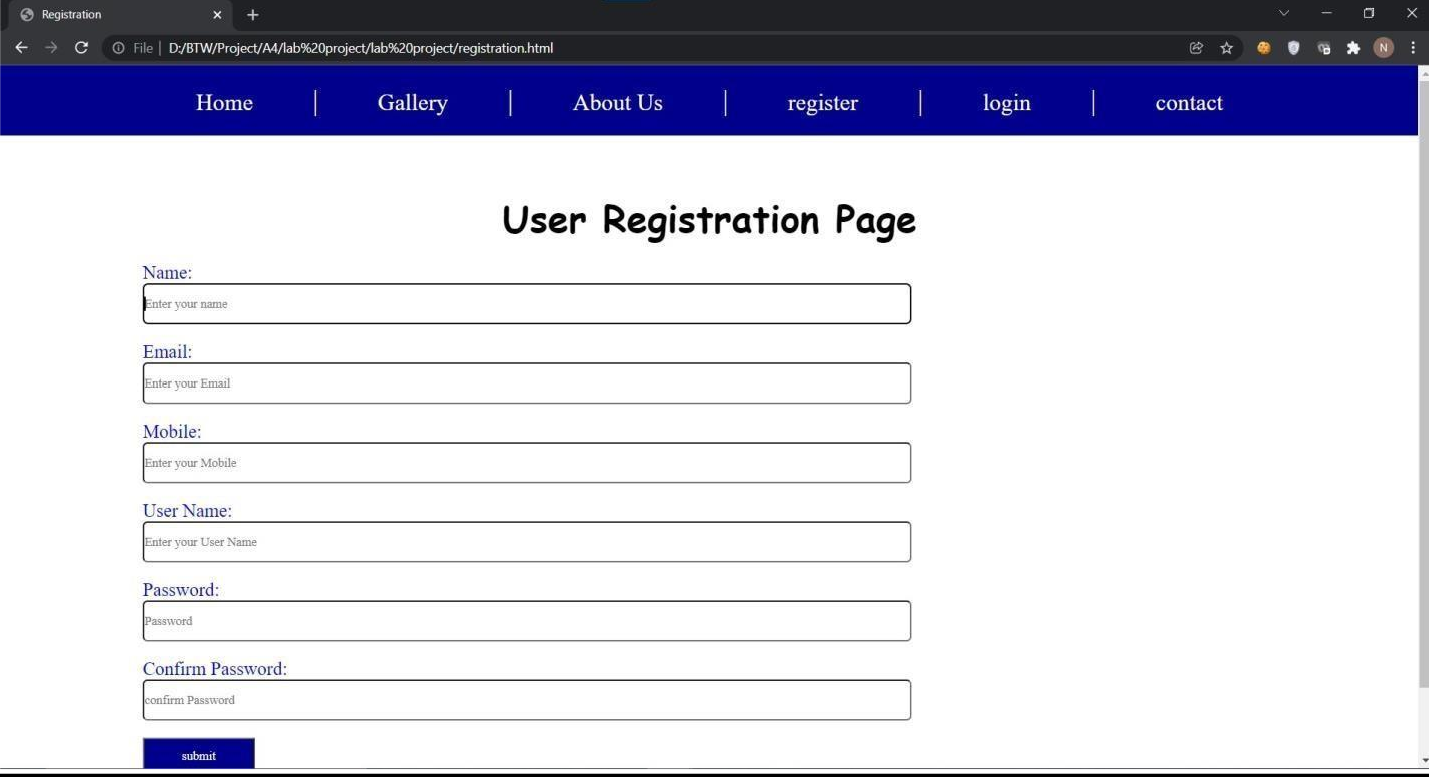 Registration
File | D:/BTW/Project/A4/lab%20project/lab%20project/registration.html
N
Home | Gallery | About Us | register | login | contact
User Registration Page
Name:
Enter your name
Email:
Enter your Email
Mobile:
Enter your Mobile
User Name:
Enter your User Name
Password:
Password
Confirm Password:
confirm Password
submit